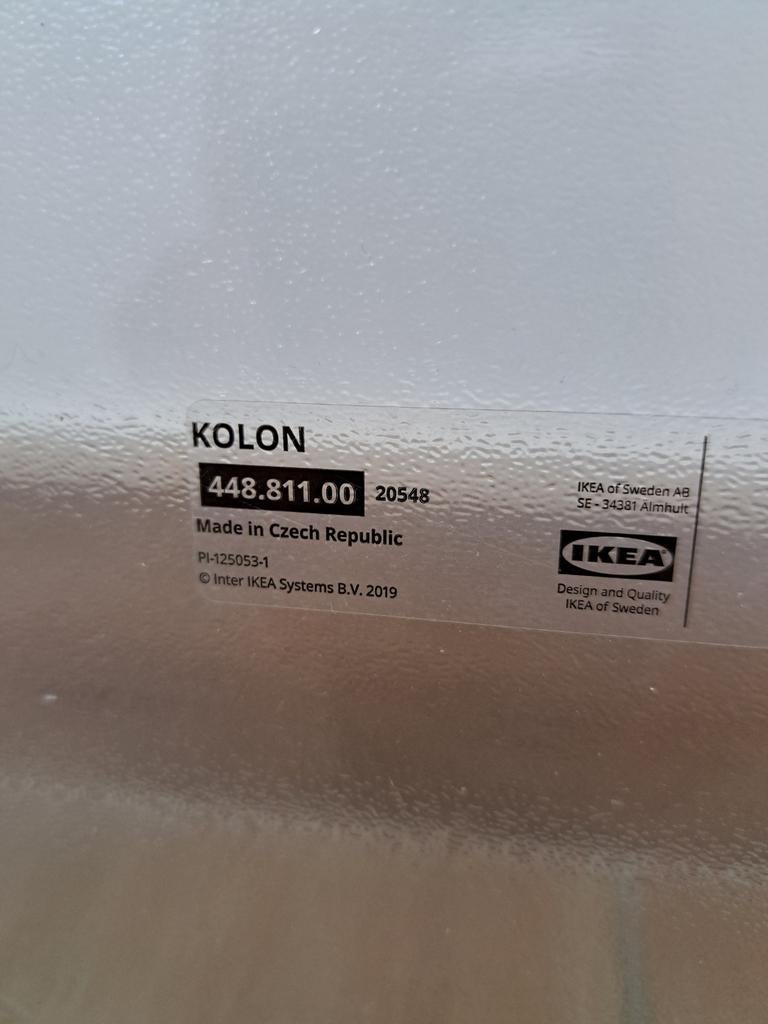 KOLON
448.811.00 20548
Made in Czech Republic
PI-125053-1
© Inter IKEA Systems B.V. 2019
IKEA of Sweden AB
SE - 34381 Älmhult
IKEA®
Design and Quality
IKEA of Sweden